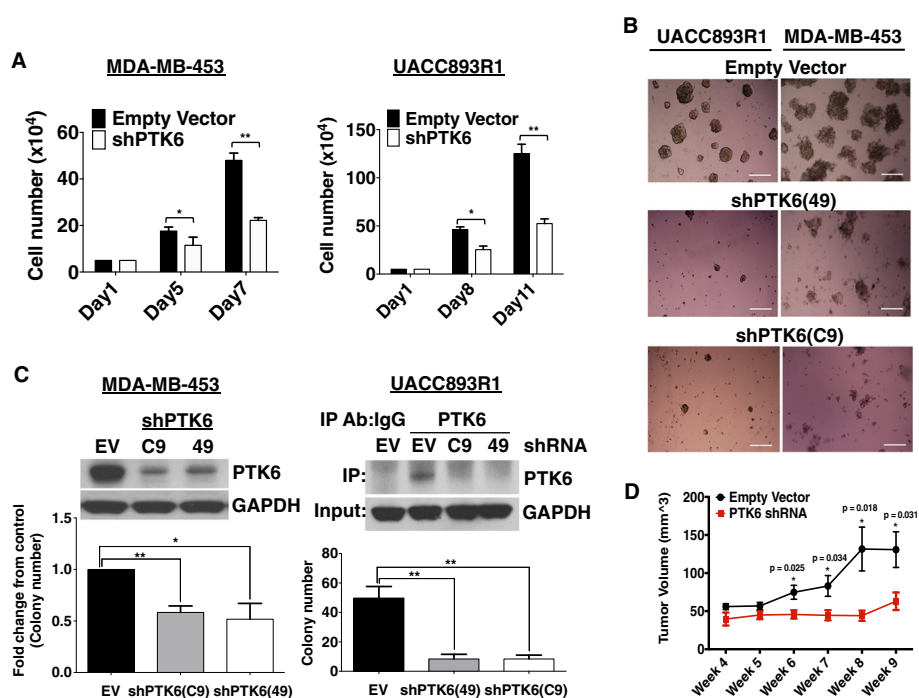 A
MDA-MB-453
Empty Vector
shPTK6
Cell number (x10^4)
60
40
20
0
*
**
Day1
Day5
Day7
UACC893R1
Empty Vector
shPTK6
Cell number (x10^4)
150
100
50
0
*
**
Day1
Day8
Day11
B
UACC893R1 MDA-MB-453
Empty Vector
shPTK6(49)
shPTK6(C9)
C
MDA-MB-453
shPTK6
EV C9 49
PTK6
GAPDH
Fold change from control
(Colony number)
1.5
1.0
0.5
0.0
*
**
EV shPTK6(C9) shPTK6(49)
UACC893R1
IP Ab:IgG PTK6
EV EV C9 49 shRNA
IP: PTK6
Input: GAPDH
Colony number
80
60
40
20
0
**
**
EV shPTK6(49) shPTK6(C9)
D
Tumor Volume (mm^3)
200
150
100
50
0
Empty Vector
PTK6 shRNA
p = 0.025
*
p = 0.034
*
p = 0.018
*
p = 0.031
*
Week 4
Week 5
Week 6
Week 7
Week 8
Week 9